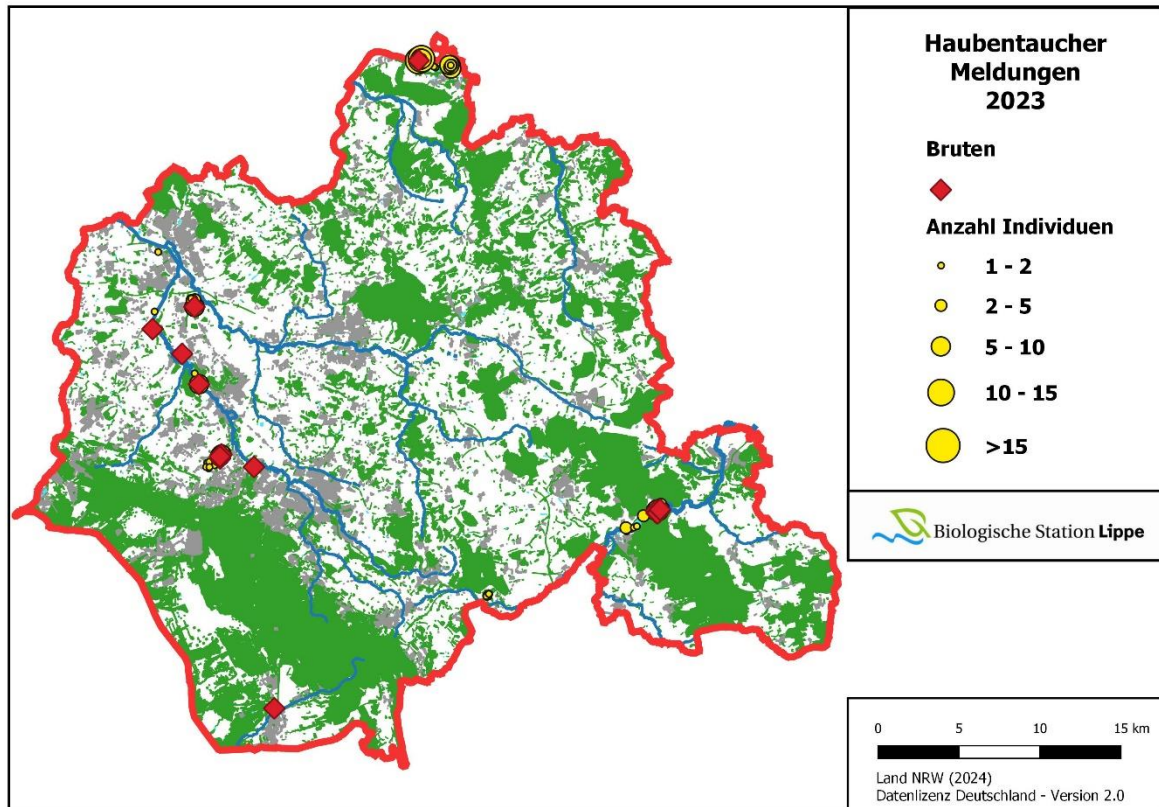 Haubentaucher
Meldungen
2023
Bruten
Anzahl Individuen
1 - 2
2 - 5
5 - 10
10 - 15
>15
Biologische Station Lippe
0 5 10 15 km
Land NRW (2024)
Datenlizenz Deutschland - Version 2.0